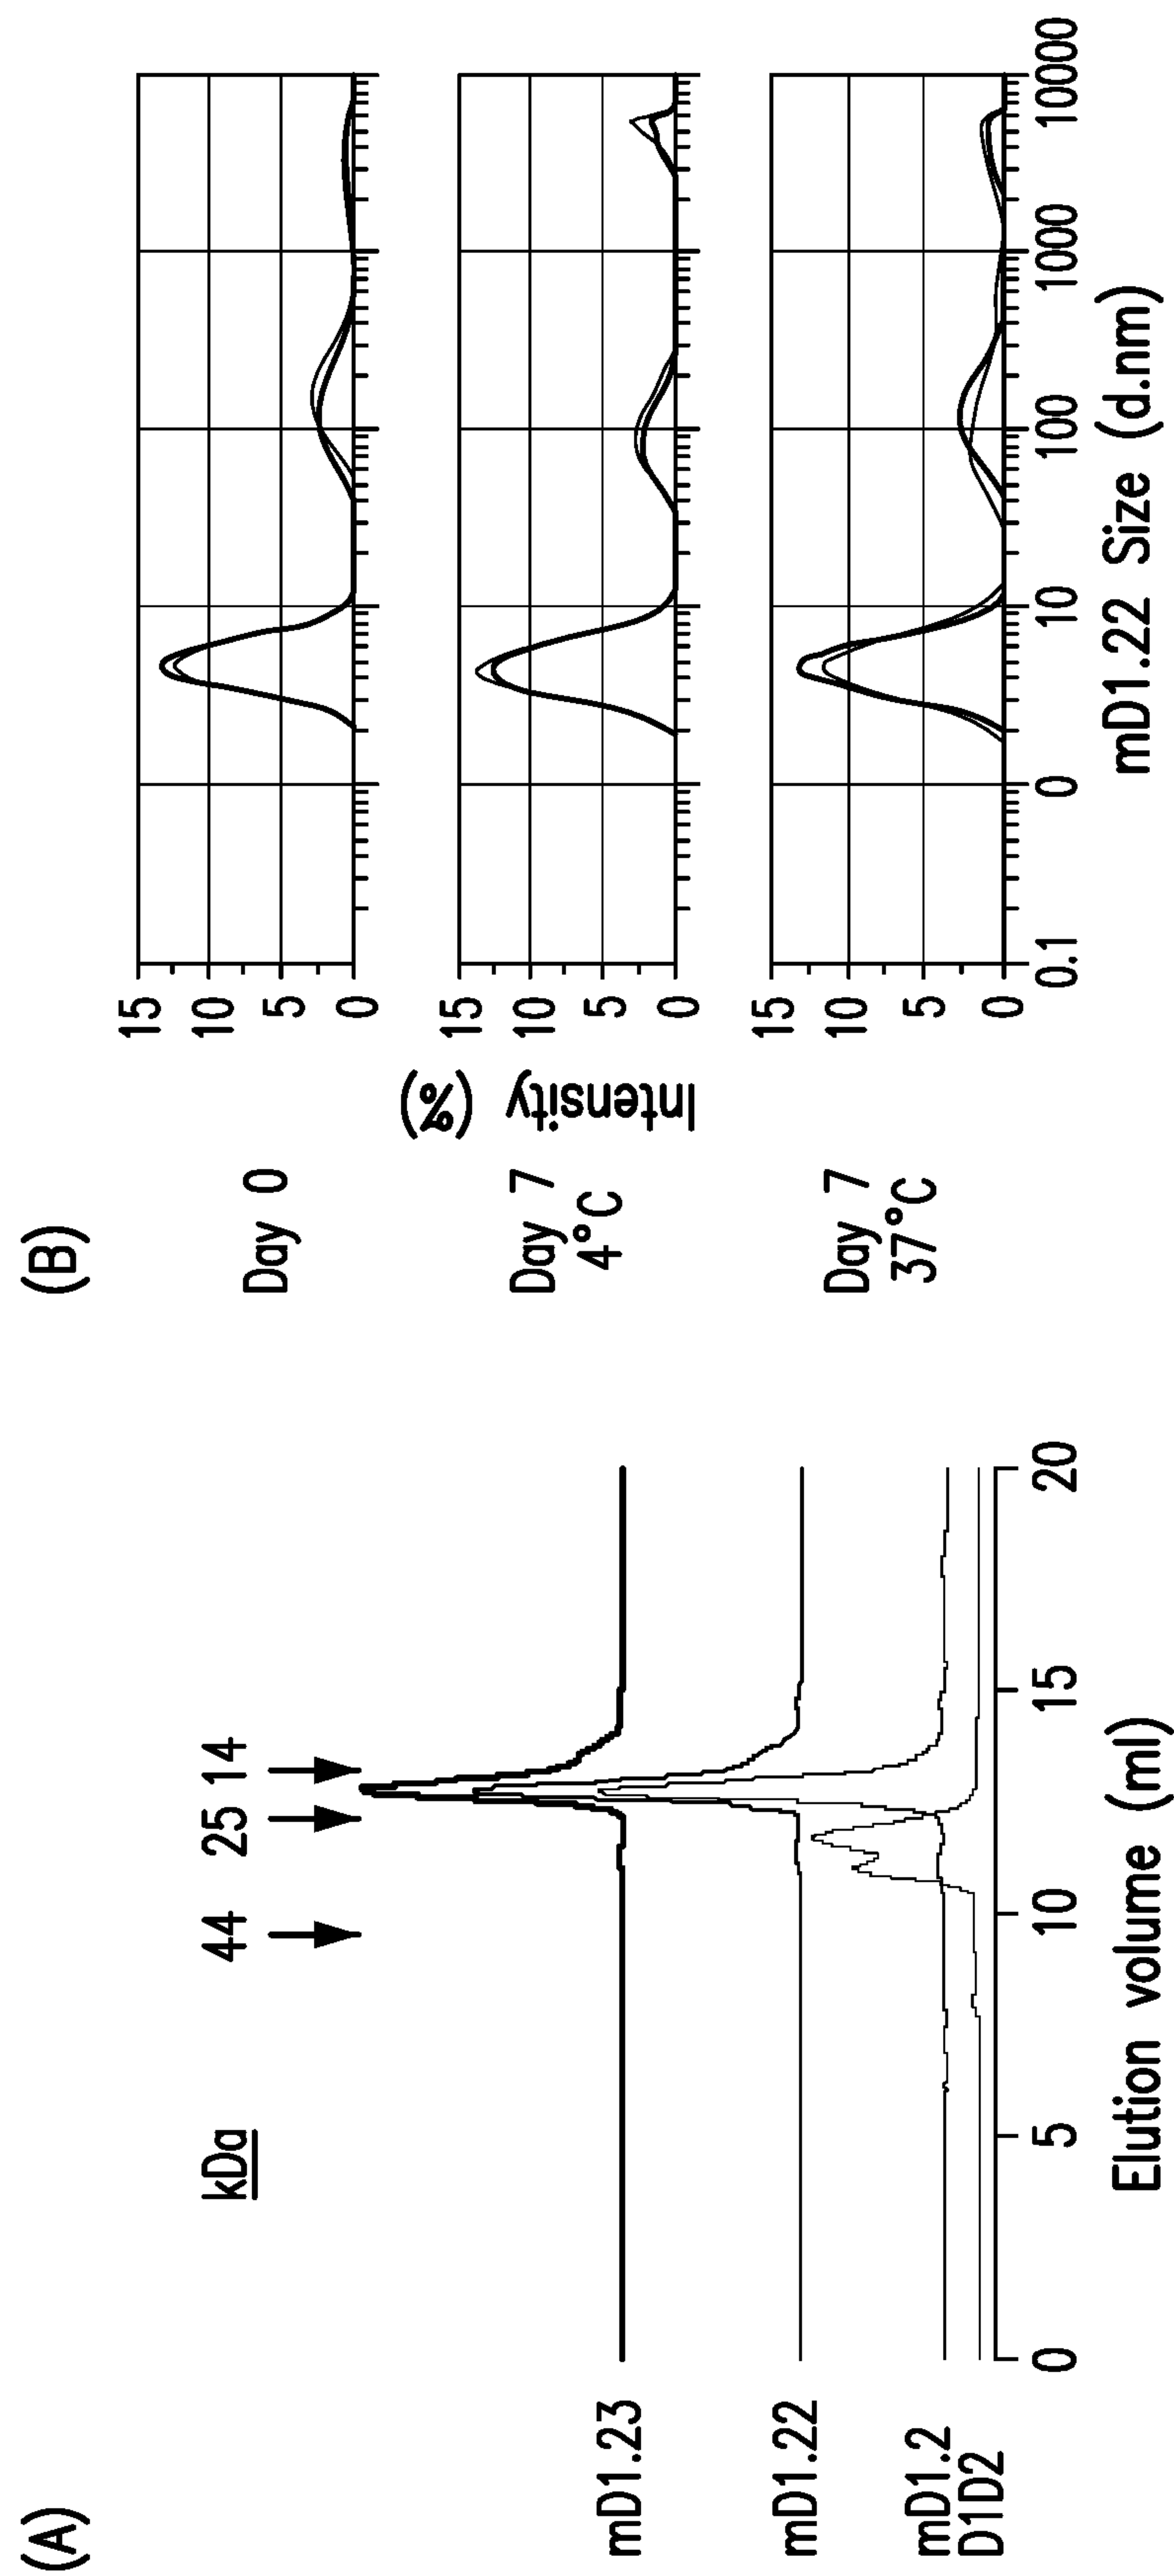 (A)
kDa
44 25 14
mD1.23
mD1.22
mD1.2
D1D2
0 5 10 15 20
Elution volume (ml)
(B)
Day 0
15
10
5
0
Day 7
4°C
15
10
5
0
Day 7
37°C
15
10
5
0
Intensity (%)
0.1 0 10 100 1000 10000
mD1.22 Size (d.nm)